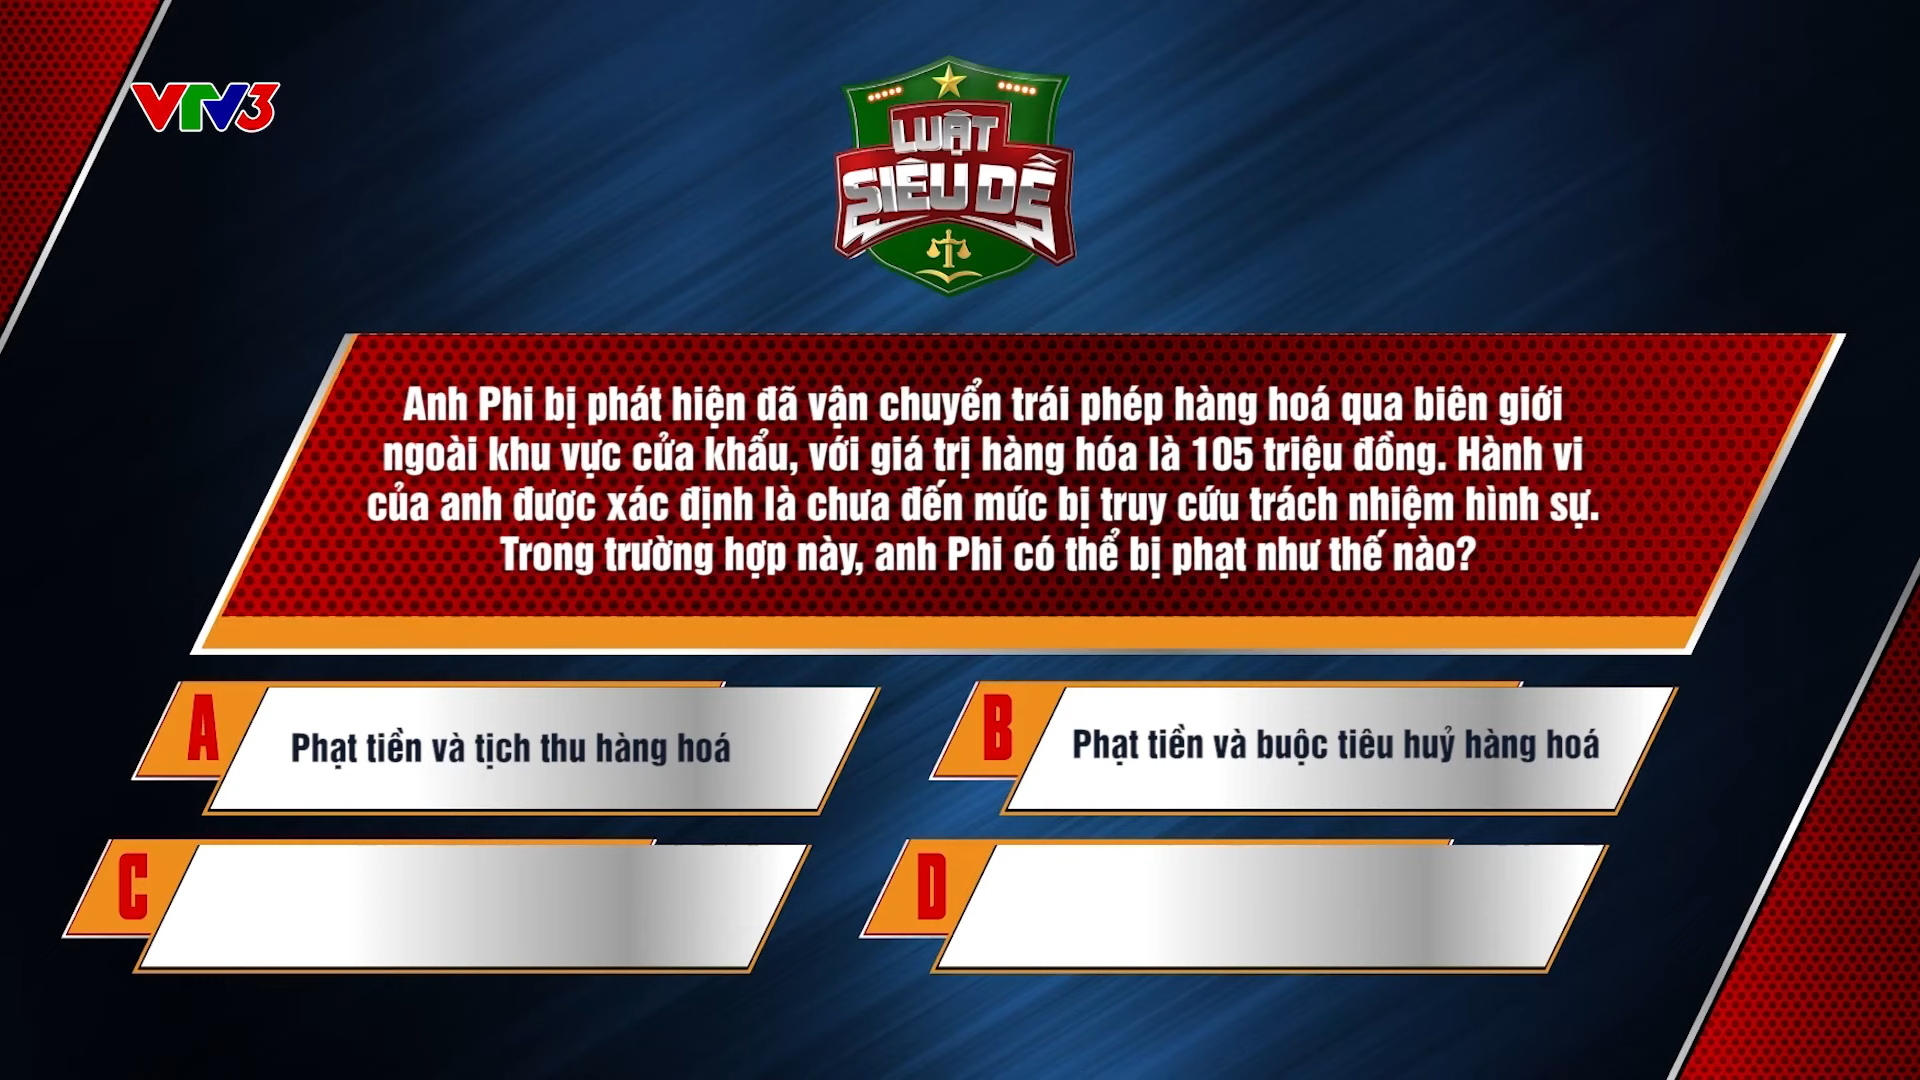 VTV3
LUẬT
SIÊU DỄ
Anh Phi bị phát hiện đã vận chuyển trái phép hàng hoá qua biên giới
ngoài khu vực cửa khẩu, với giá trị hàng hóa là 105 triệu đồng. Hành vi
của anh được xác định là chưa đến mức bị truy cứu trách nhiệm hình sự.
Trong trường hợp này, anh Phi có thể bị phạt như thế nào?
A
Phạt tiền và tịch thu hàng hoá
B
Phạt tiền và buộc tiêu huỷ hàng hoá
C
D